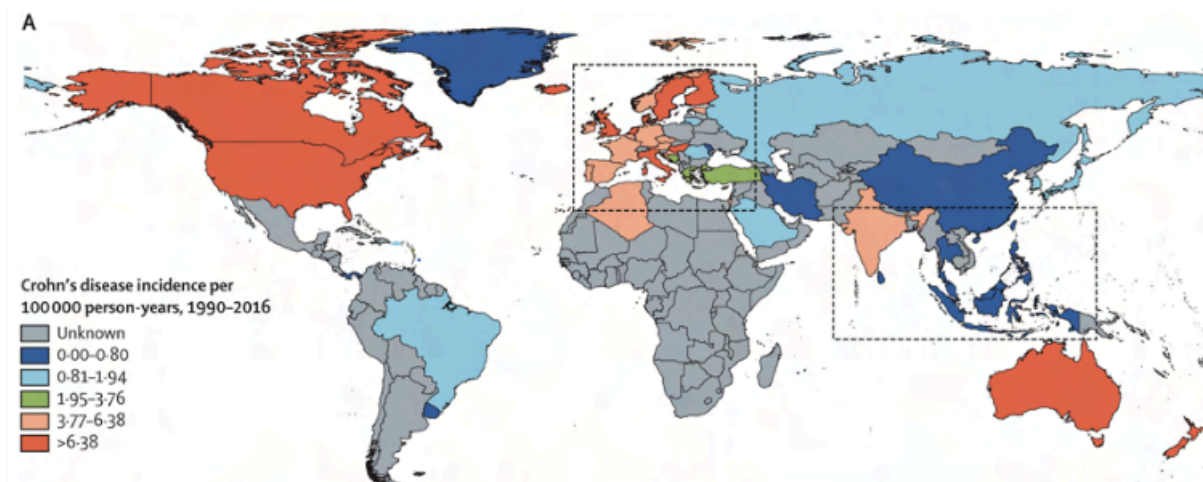 A
Crohn's disease incidence per
100 000 person-years, 1990–2016
Unknown
0·00–0·80
0·81–1·94
1·95–3·76
3·77–6·38
>6·38